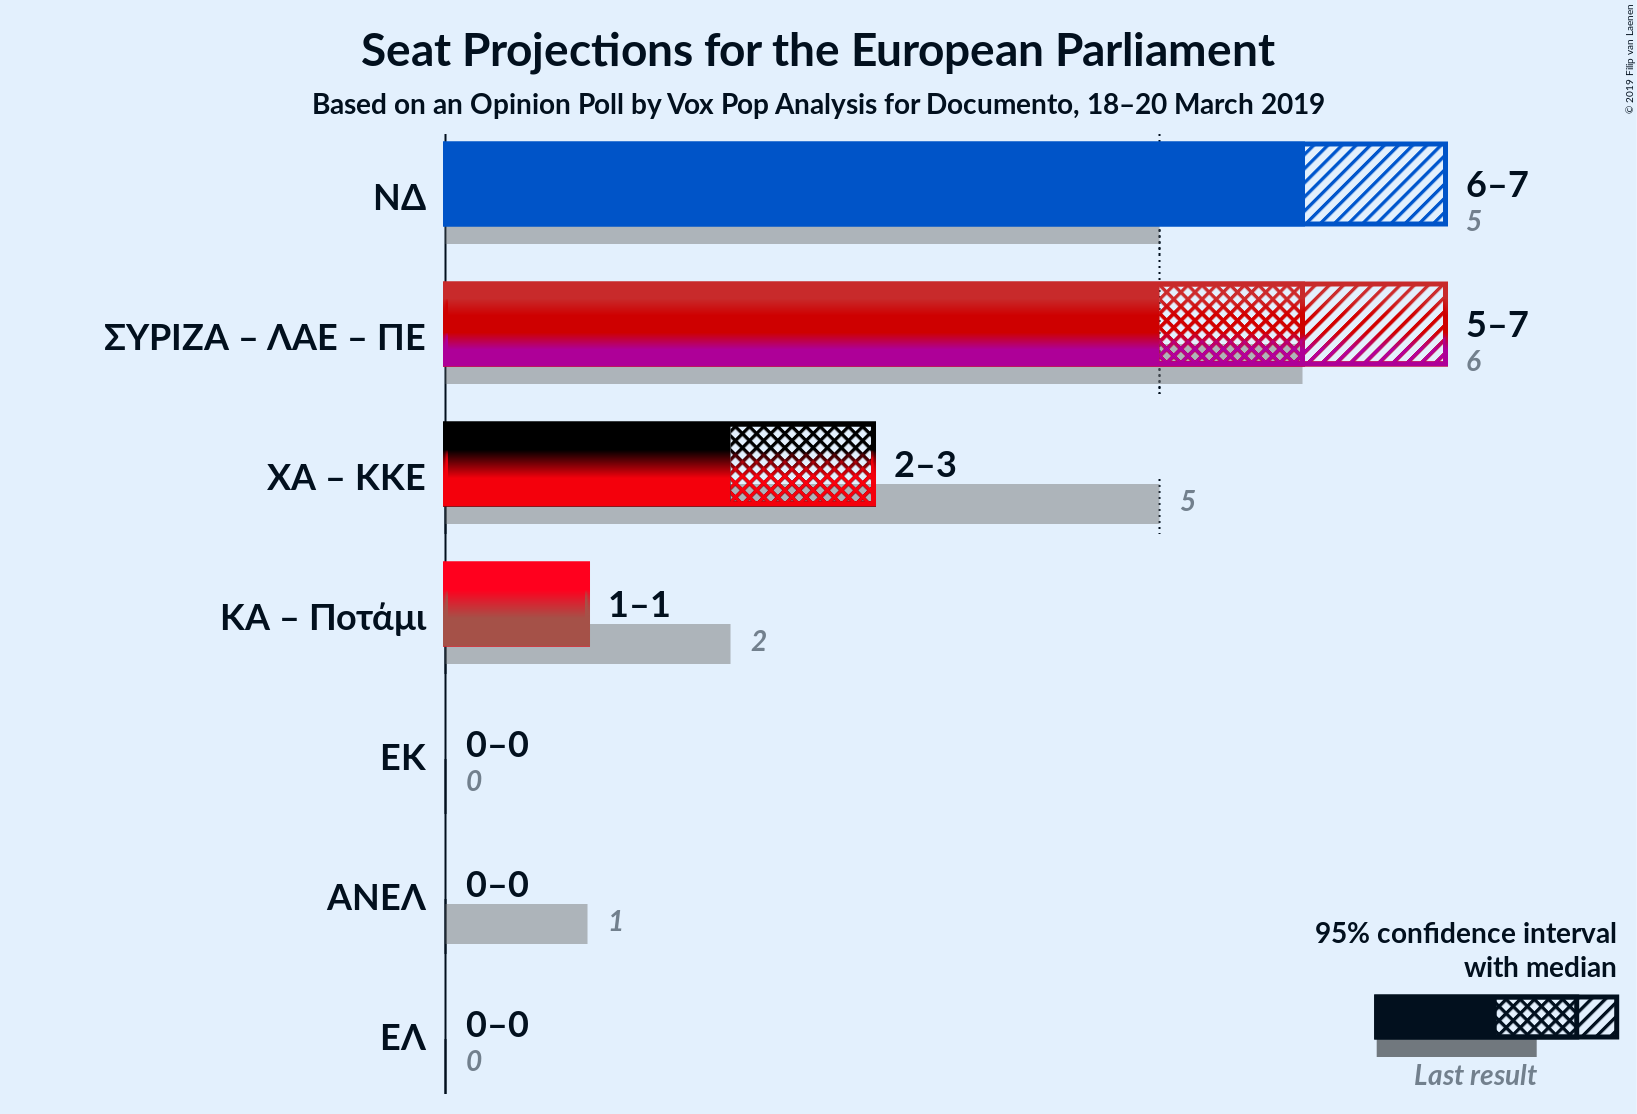 Seat Projections for the European Parliament
Based on an Opinion Poll by Vox Pop Analysis for Documento, 18–20 March 2019
© 2019 Filip van Laenen
ΝΔ
6–7
5
ΣΥΡΙΖΑ – ΛΑΕ – ΠΕ
5–7
6
ΧΑ – ΚΚΕ
2–3
5
ΚΑ – Ποτάμι
1–1
2
ΕΚ
0–0
0
ΑΝΕΛ
0–0
1
ΕΛ
0–0
0
95% confidence interval
with median
Last result